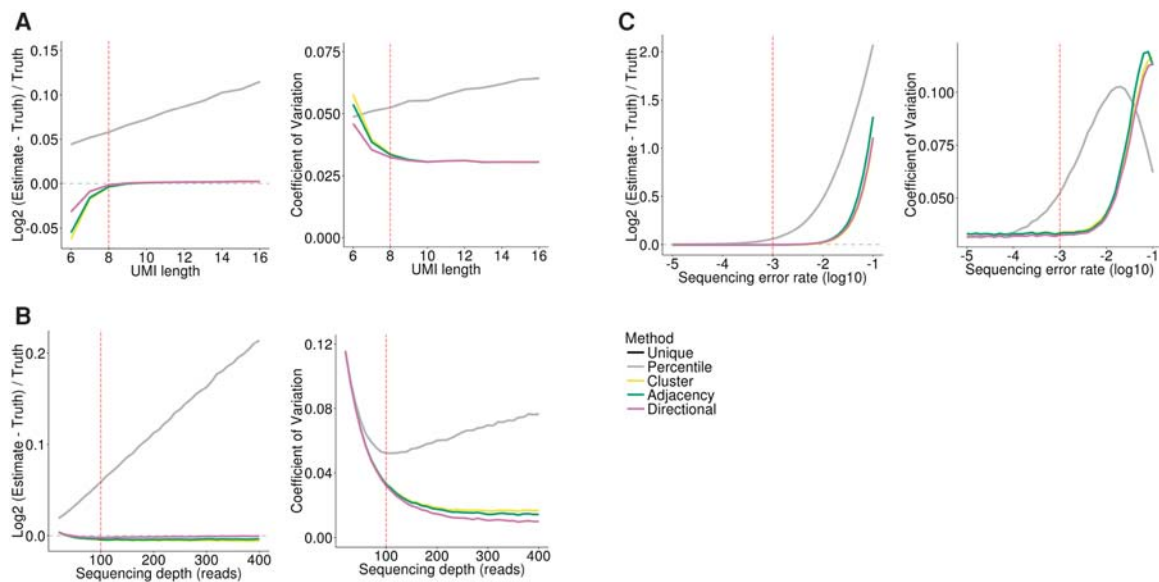 A
Log2 (Estimate - Truth) / Truth
0.15
0.10
0.05
0.00
-0.05
6 8 10 12 14 16
UMI length
Coefficient of Variation
0.075
0.050
0.025
0.000
6 8 10 12 14 16
UMI length
B
Log2 (Estimate - Truth) / Truth
0.2
0.1
0.0
100 200 300 400
Sequencing depth (reads)
Coefficient of Variation
0.12
0.08
0.04
0.00
100 200 300 400
Sequencing depth (reads)
C
Log2 (Estimate - Truth) / Truth
2.0
1.5
1.0
0.5
0.0
-5 -4 -3 -2 -1
Sequencing error rate (log10)
Coefficient of Variation
0.100
0.050
-5 -4 -3 -2 -1
Sequencing error rate (log10)
Method
Unique
Percentile
Cluster
Adjacency
Directional